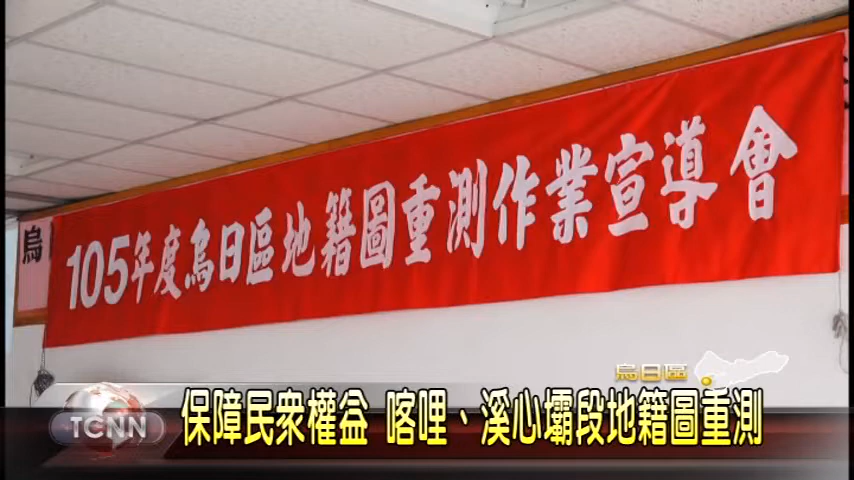 105年度烏日區地籍圖重測作業宣導會
烏
烏日區
TCNN
保障民眾權益 喀哩、溪心壩段地籍圖重測